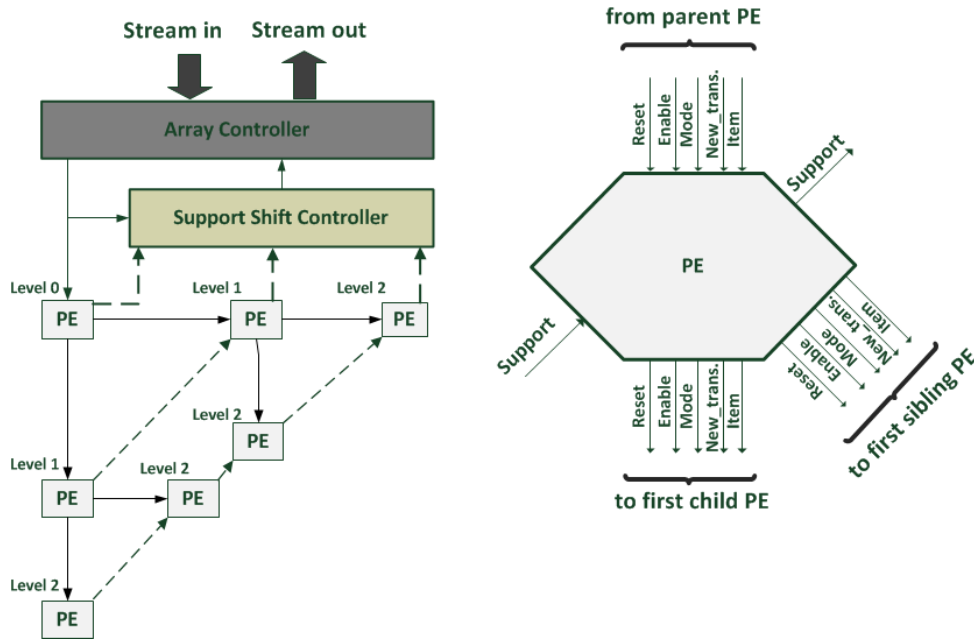 Stream in
Stream out
Array Controller
Support Shift Controller
Level 0
Level 1
Level 2
PE
PE
PE
Level 2
PE
Level 1
Level 2
PE
PE
Level 2
PE
from parent PE
Reset
Enable
Mode
New_trans.
Item
Support
PE
Support
Item
New_trans.
Mode
Enable
Reset
to first sibling PE
Reset
Enable
Mode
New_trans.
Item
to first child PE